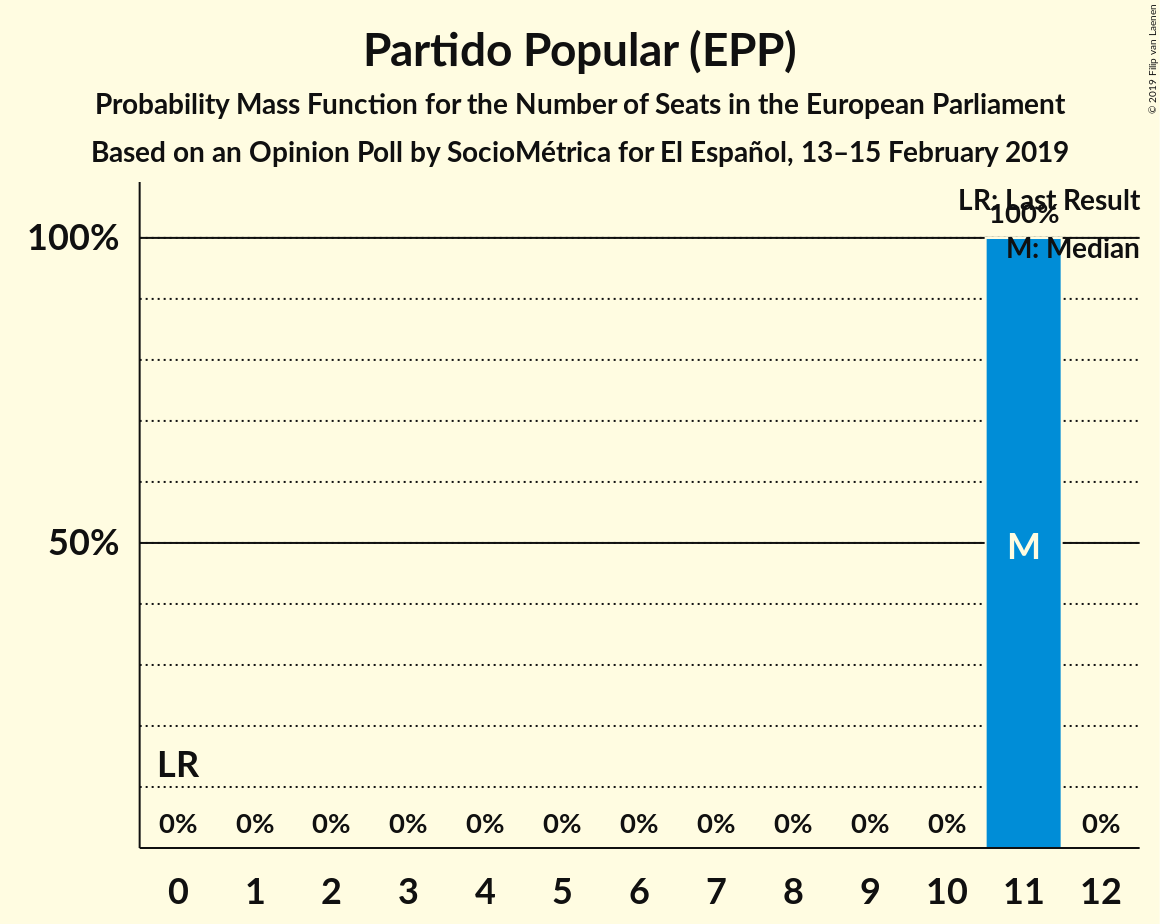 Partido Popular (EPP)
Probability Mass Function for the Number of Seats in the European Parliament
Based on an Opinion Poll by SocioMétrica for El Español, 13–15 February 2019
© 2019 Filip van Laenen
LR: Last Result
100%
M: Median
100%
50%
M
LR
0% 0% 0% 0% 0% 0% 0% 0% 0% 0% 0% 0%
0 1 2 3 4 5 6 7 8 9 10 11 12